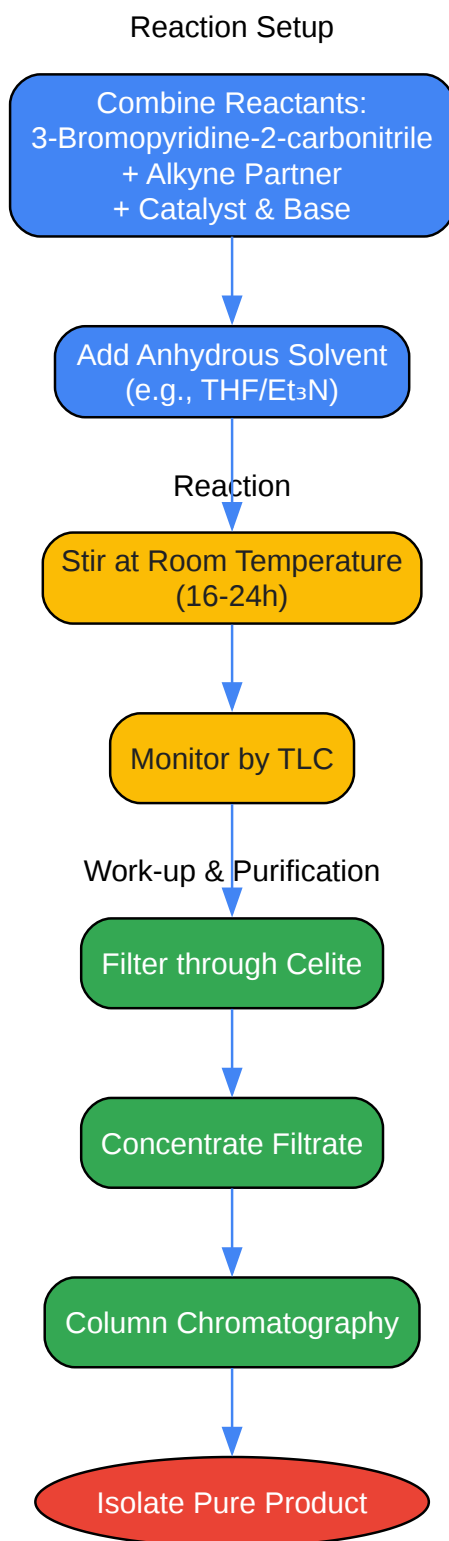 Reaction Setup
Combine Reactants:
3-Bromopyridine-2-carbonitrile
+ Alkyne Partner
+ Catalyst & Base
Add Anhydrous Solvent
(e.g., THF/Et₃N)
Reaction
Stir at Room Temperature
(16-24h)
Monitor by TLC
Work-up & Purification
Filter through Celite
Concentrate Filtrate
Column Chromatography
Isolate Pure Product